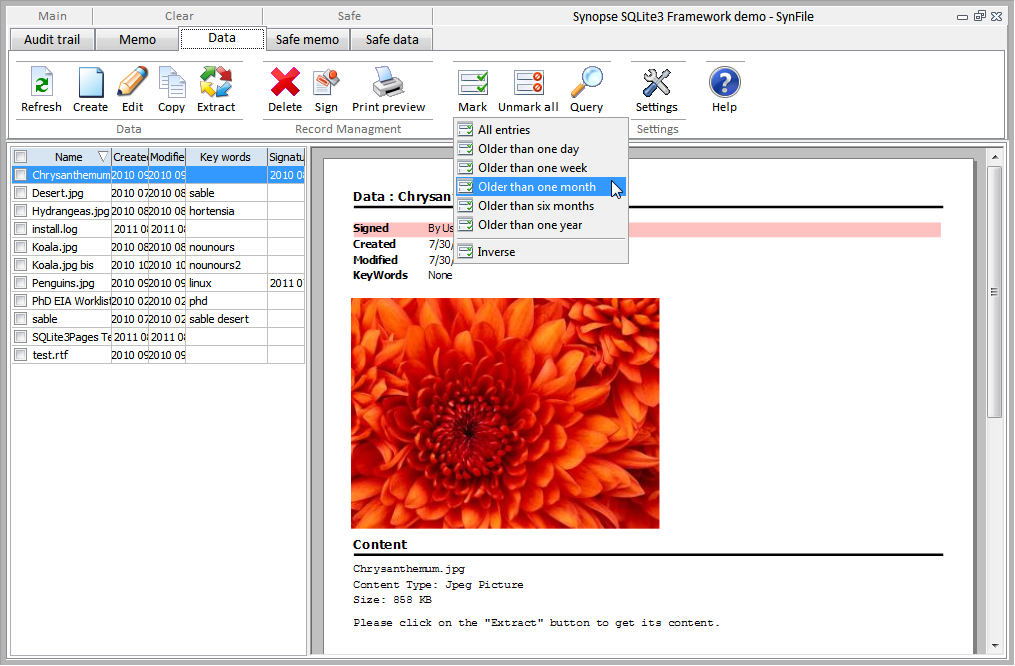 Main Clear Safe Synopse SQLite3 Framework demo - SynFile
Audit trail Memo Data Safe memo Safe data
Refresh Create Edit Copy Extract Delete Sign Print preview Mark Unmark all Query Settings Help
Data Record Managment Settings
All entries
Older than one day
Older than one week
Older than one month
Older than six months
Older than one year
Inverse
Name Create Modifie Key words Signatu
Chrysanthemum 2010 09 2010 09 2010 08
Desert.jpg 2010 07 2010 08 sable
Hydrangeas.jpg 2010 08 2010 08 hortensia
install.log 2011 08 2011 08
Koala.jpg 2010 08 2010 08 nounours
Koala.jpg bis 2010 10 2010 10 nounours2
Penguins.jpg 2010 09 2010 09 linux 2011 0
PhD EIA Worklist 2010 02 2010 02 phd
sable 2010 07 2010 02 sable desert
SQLite3Pages Te 2011 08 2011 08
test.rtf 2010 09 2010 09
Data : Chrysan
Signed By Us
Created 7/30/
Modified 7/30/
KeyWords None
Content
Chrysanthemum.jpg
Content Type: Jpeg Picture
Size: 858 KB
Please click on the "Extract" button to get its content.